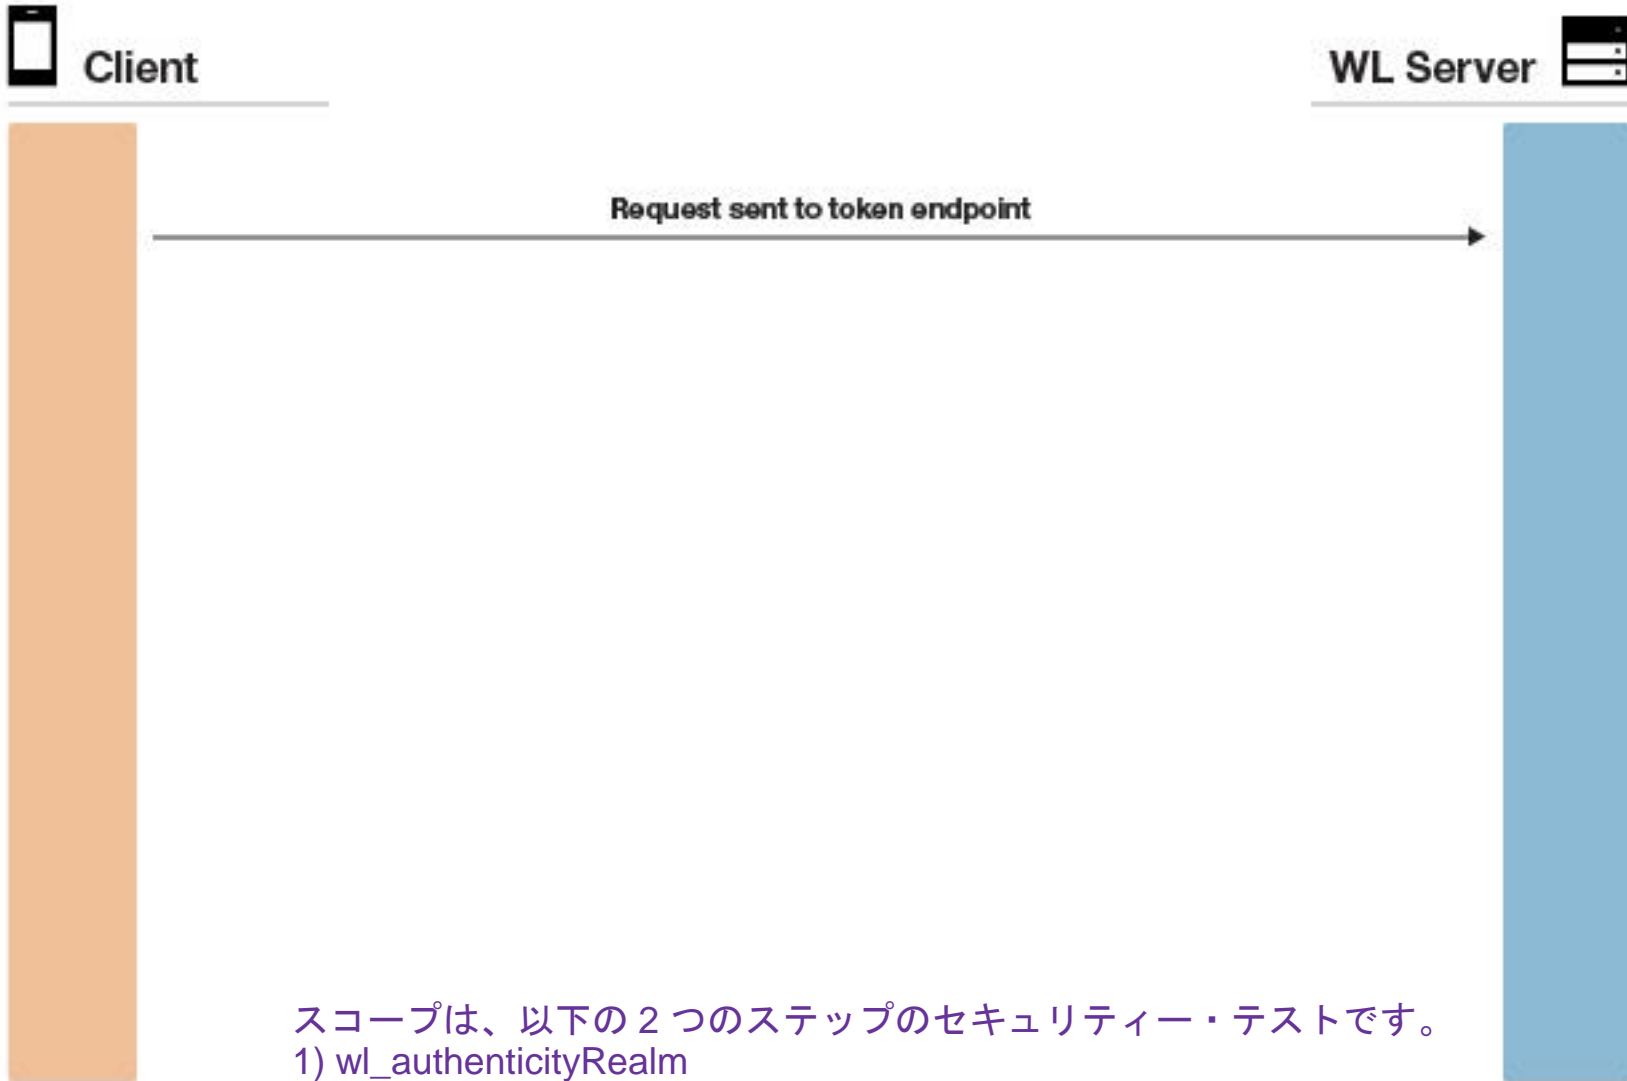 Client
WL Server
Request sent to token endpoint
スコープは、以下の 2 つのステップのセキュリティー・テストです。
1) wl_authenticityRealm